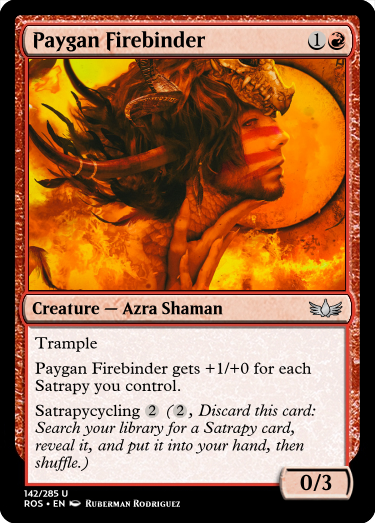 Paygan Firebinder 1
Creature — Azra Shaman
Trample
Paygan Firebinder gets +1/+0 for each
Satrapy you control.
Satrapycycling 2 (2, Discard this card:
Search your library for a Satrapy card,
reveal it, and put it into your hand, then
shuffle.)
0/3
142/285 U
ROS • EN Ruberman Rodriguez